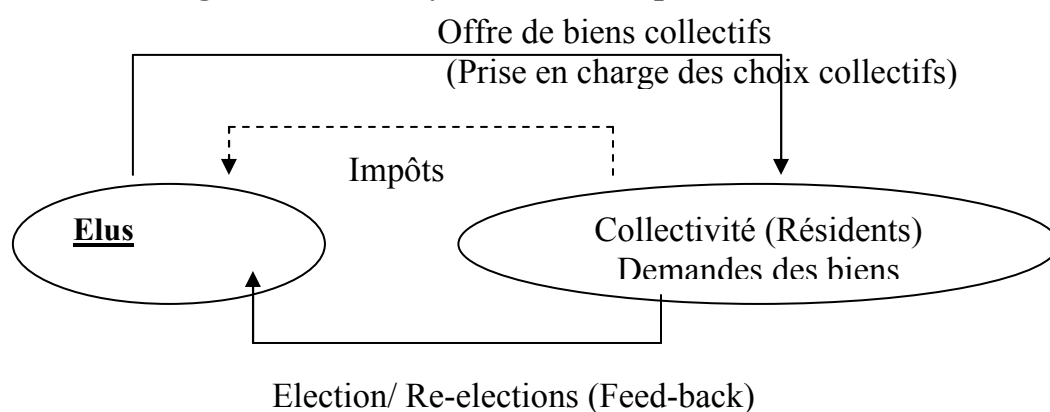 Offre de biens collectifs
(Prise en charge des choix collectifs)
Impôts
Elus
Collectivité (Résidents)
Demandes des biens
Election/ Re-elections (Feed-back)